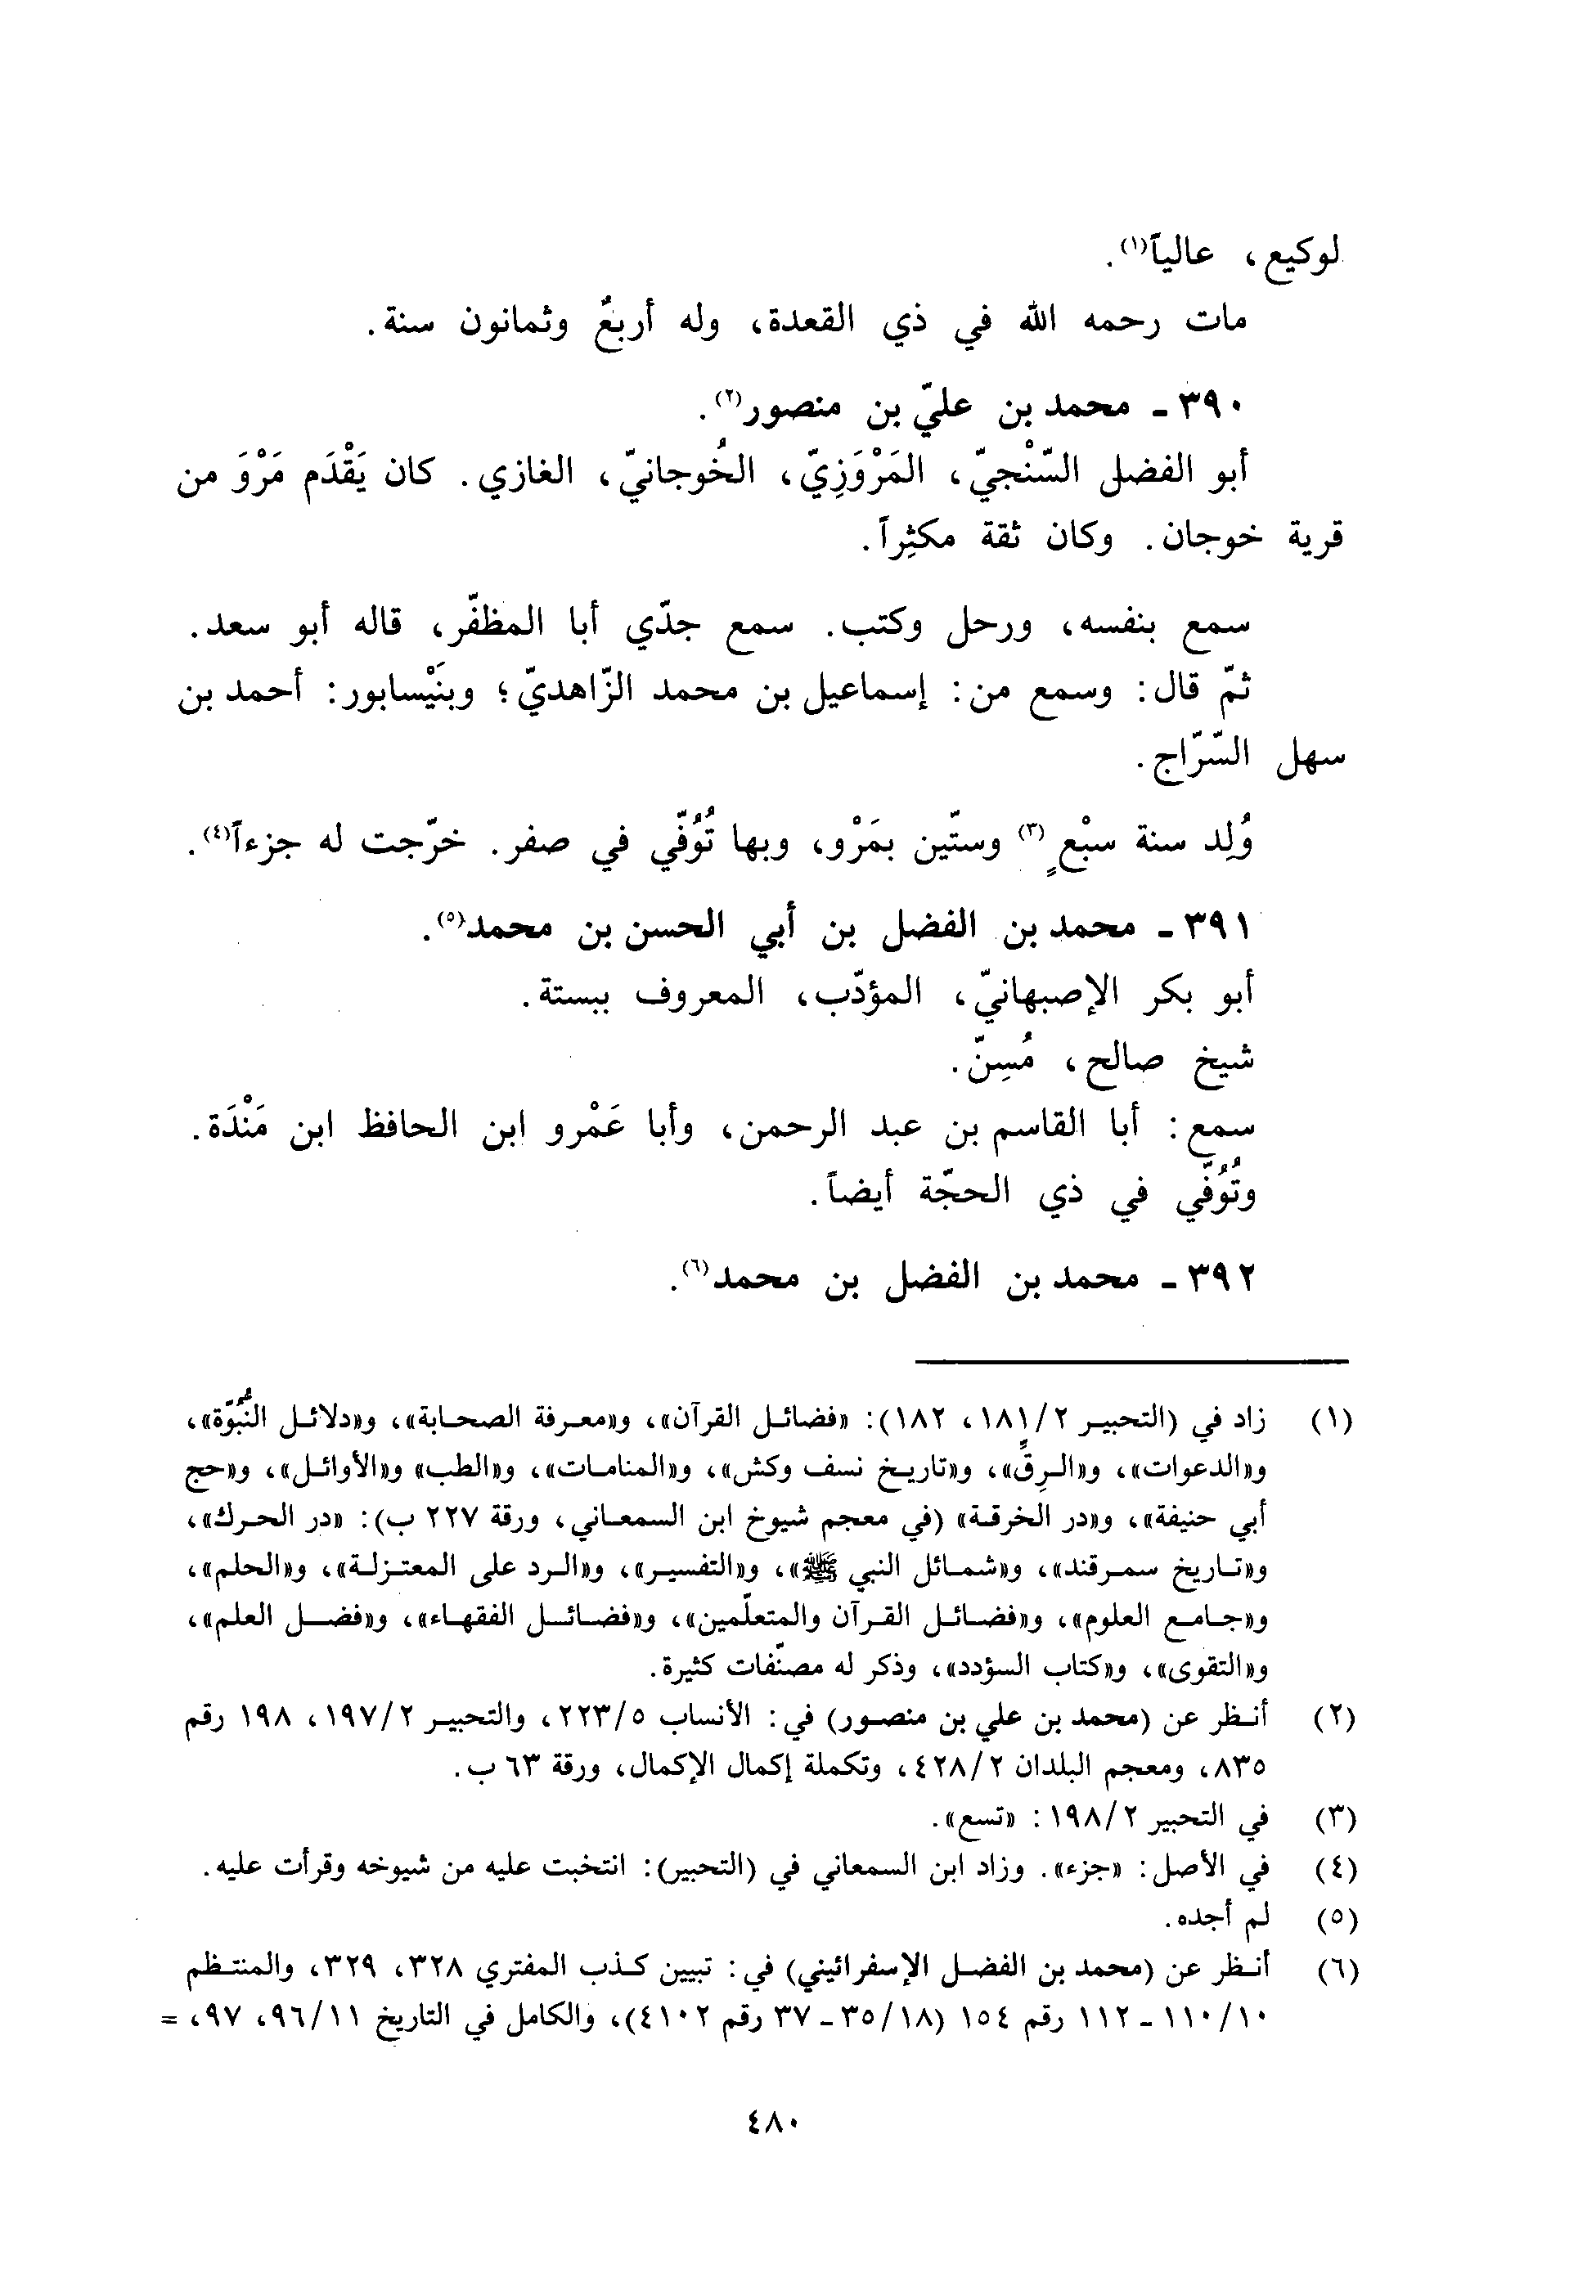 لوكيع، عالياً(١).
مات رحمه الله في ذي القعدة، وله أربعٌ وثمانون سنة.
٣٩٠ - محمد بن عليّ بن منصور(٢).
أبو الفضل السّنْجيّ، المَرْوَزِيّ، الخُوجانيّ، الغازي. كان يَقْدَم مَرْوَ من
قرية خوجان. وكان ثقة مكثِراً.
سمع بنفسه، ورحل وكتب. سمع جدّي أبا المظفّر، قاله أبو سعد.
ثمّ قال: وسمع من: إسماعيل بن محمد الزّاهديّ؛ وبنَيْسابور: أحمد بن
سهل السّرّاج.
وُلِد سنة سبْعٍ(٣) وستّين بمَرْو، وبها تُوُفّي في صفر. خرّجت له جزءاً(٤).
٣٩١ - محمد بن الفضل بن أبي الحسن بن محمد(٥).
أبو بكر الإصبهانيّ، المؤدّب، المعروف ببستة.
شيخ صالح، مُسِنّ.
سمع: أبا القاسم بن عبد الرحمن، وأبا عَمْرو ابن الحافظ ابن مَنْدَة.
وتُوُفّي في ذي الحجّة أيضاً.
٣٩٢ - محمد بن الفضل بن محمد(٦).
(١) زاد في (التحبير ١٨١/٢، ١٨٢): «فضائل القرآن»، و«معرفة الصحابة»، و«دلائل النُّبُوّة»،
و«الدعوات»، و«الرِقّ»، و«تاريخ نسف وكش»، و«المنامات»، و«الطب» و«الأوائل»، و«حج
أبي حنيفة»، و«در الخرقة» (في معجم شيوخ ابن السمعاني، ورقة ٢٢٧ ب): «در الحرك»،
و«تاريخ سمرقند»، و«شمائل النبي ﷺ»، و«التفسير»، و«الرد على المعتزلة»، و«الحلم»،
و«جامع العلوم»، و«فضائل القرآن والمتعلّمين»، و«فضائل الفقهاء»، و«فضل العلم»،
و«التقوى»، و«كتاب السؤدد»، وذكر له مصنّفات كثيرة.
(٢) أنظر عن (محمد بن علي بن منصور) في: الأنساب ٢٢٣/٥، والتحبير ١٩٧/٢، ١٩٨ رقم
٨٣٥، ومعجم البلدان ٤٢٨/٢، وتكملة إكمال الإكمال، ورقة ٦٣ ب.
(٣) في التحبير ١٩٨/٢: «تسع».
(٤) في الأصل: «جزء». وزاد ابن السمعاني في (التحبير): انتخبت عليه من شيوخه وقرأت عليه.
(٥) لم أجده.
(٦) أنظر عن (محمد بن الفضل الإسفرائيني) في: تبيين كذب المفتري ٣٢٨، ٣٢٩، والمنتظم
١١٠/١٠ - ١١٢ رقم ١٥٤ (٣٥/١٨ - ٣٧ رقم ٤١٠٢)، والكامل في التاريخ ٩٦/١١، ٩٧، =
٤٨٠